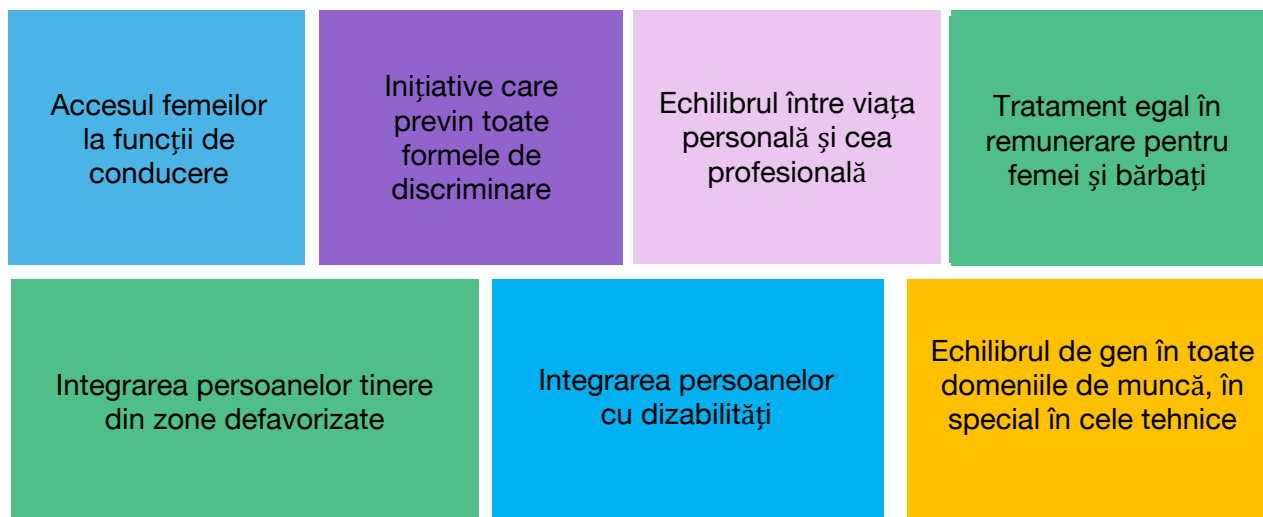 Accesul femeilor
la funcții de
conducere
Inițiative care
previn toate
formele de
discriminare
Echilibrul între viața
personală și cea
profesională
Tratament egal în
remunerare pentru
femei și bărbați
Integrarea persoanelor tinere
din zone defavorizate
Integrarea persoanelor
cu dizabilități
Echilibrul de gen în toate
domeniile de muncă, în
special în cele tehnice